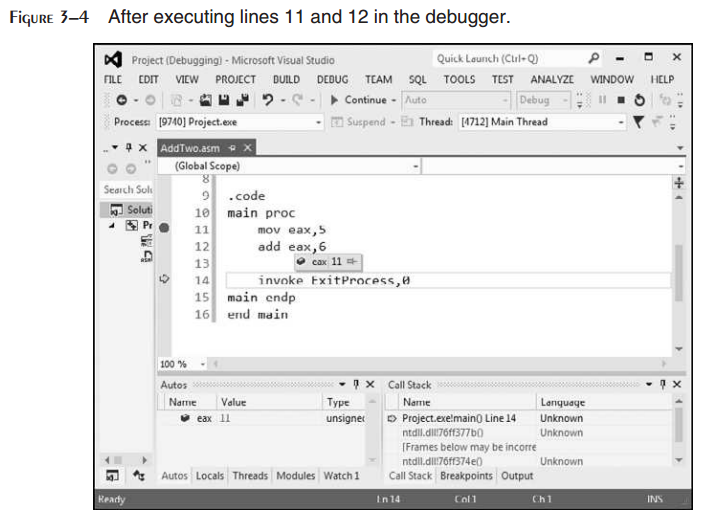 FIGURE 3–4 After executing lines 11 and 12 in the debugger.
Project (Debugging) - Microsoft Visual Studio
Quick Launch (Ctrl+Q)
FILE EDIT VIEW PROJECT BUILD DEBUG TEAM SQL TOOLS TEST ANALYZE WINDOW HELP
Continue Auto Debug
Process: [9740] Project.exe Suspend Thread: [4712] Main Thread
AddTwo.asm
(Global Scope)
Search Solu
Soluti
Pr
8
9 .code
10 main proc
11 mov eax,5
12 add eax,6
13 eax 11
14 invoke ExitProcess,0
15 main endp
16 end main
100 %
Autos
Name Value Type
eax 11 unsigned
Call Stack
Name Language
Project.exe!main() Line 14 Unknown
ntdll.dll!76ff377b() Unknown
[Frames below may be incorre
ntdll.dll!76ff374e() Unknown
Autos Locals Threads Modules Watch 1
Call Stack Breakpoints Output
Ready Ln 14 Col 1 Ch 1 INS